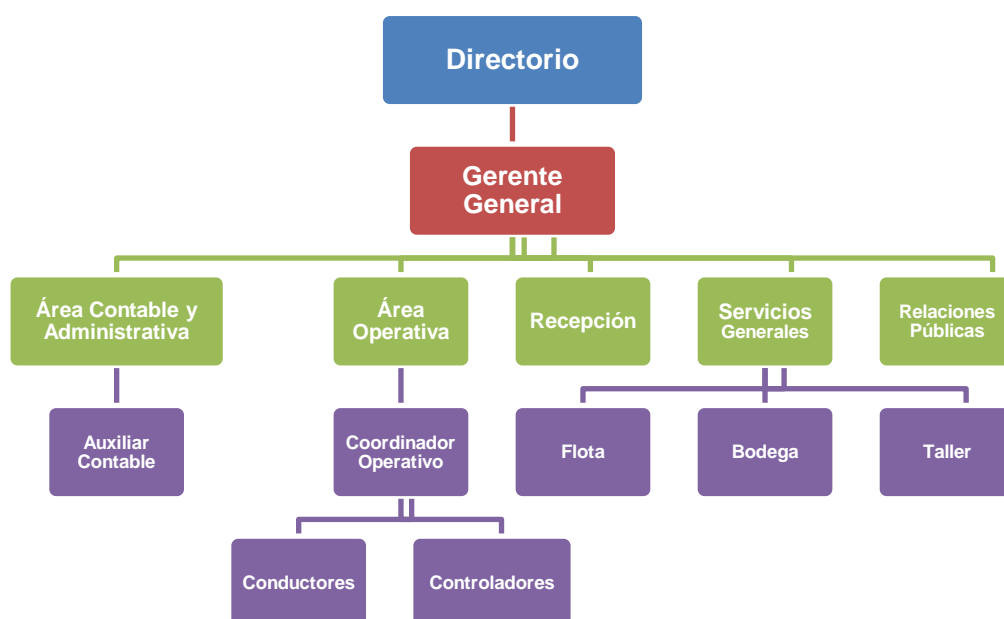 Directorio
Gerente
General
Área Contable y
Administrativa
Área
Operativa
Recepción
Servicios
Generales
Relaciones
Públicas
Auxiliar
Contable
Coordinador
Operativo
Flota
Bodega
Taller
Conductores
Controladores